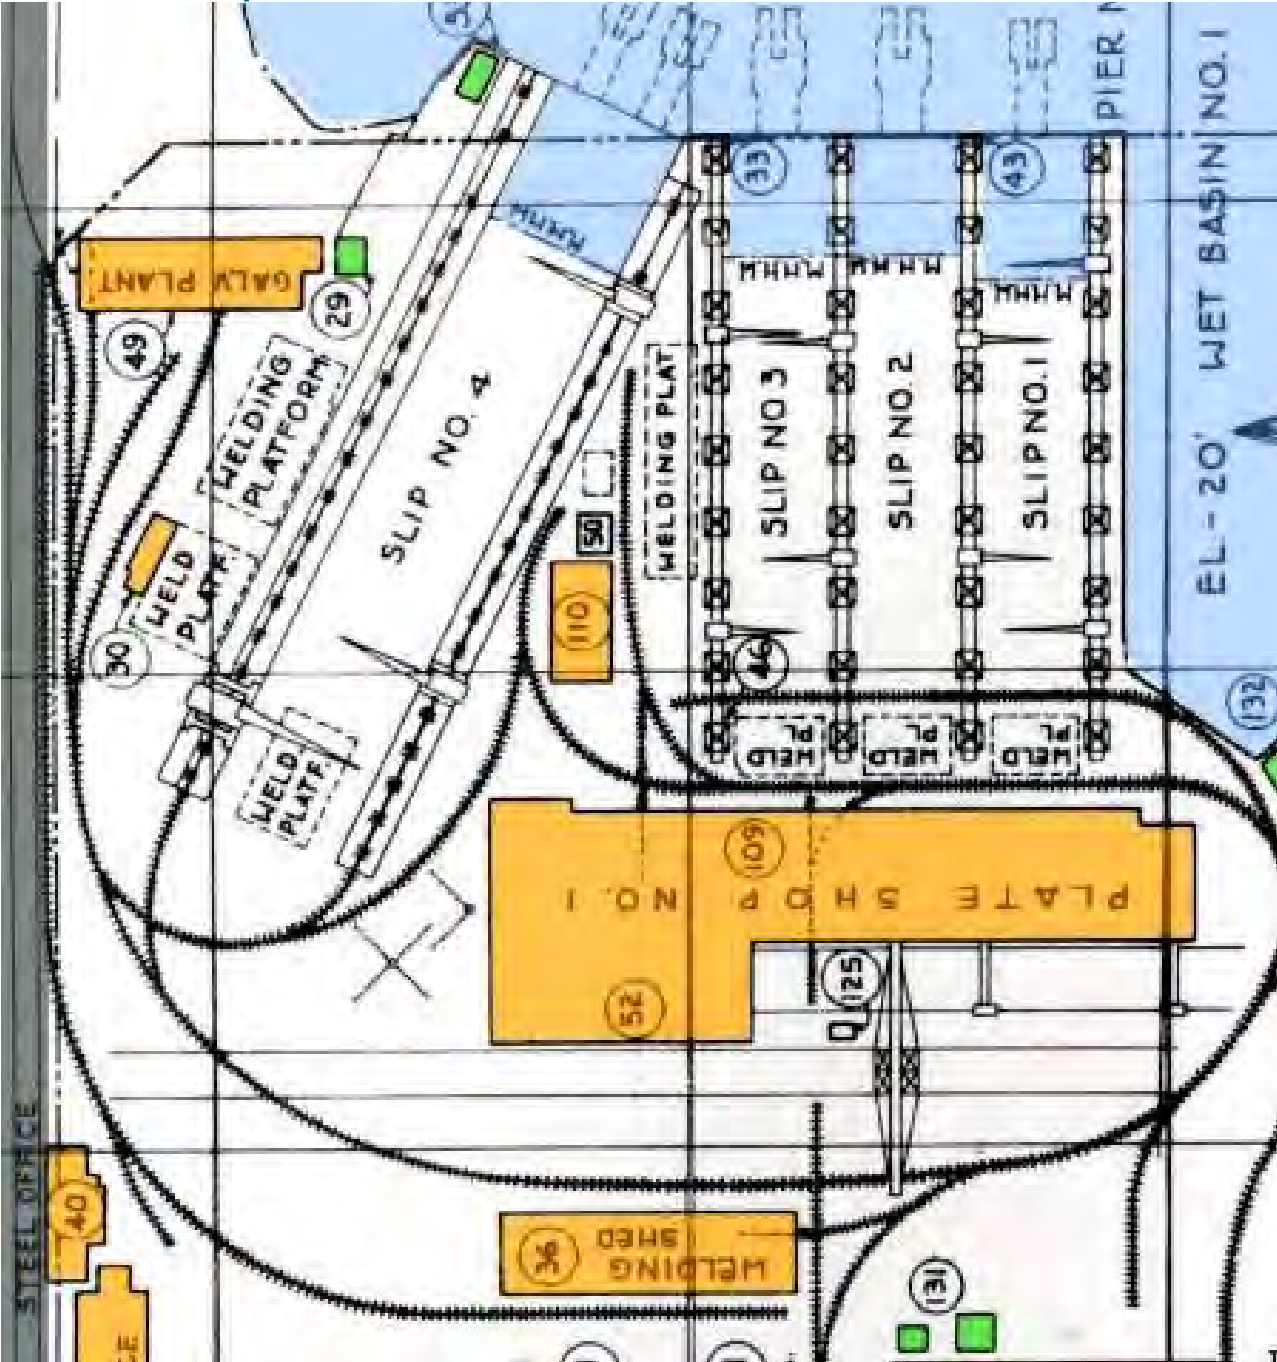 PIER
EL-20' WET BASIN NO.1
33
43
M.H.H.W.
M.H.H.W.
M.H.H.W.
M.H.H.W.
GALV PLANT
29
49
WELDING
PLATFORM
SLIP NO. 4
WELDING PLAT
SLIP NO 3
SLIP NO.2
SLIP NO.1
50
110
WELD
PLATF.
30
46
132
WELD
PL
WELD
PL
WELD
PL
WELD
PLATF.
109
PLATE SHOP NO. 1
52
125
STEEL OFFICE
40
WELDING
SHED
131